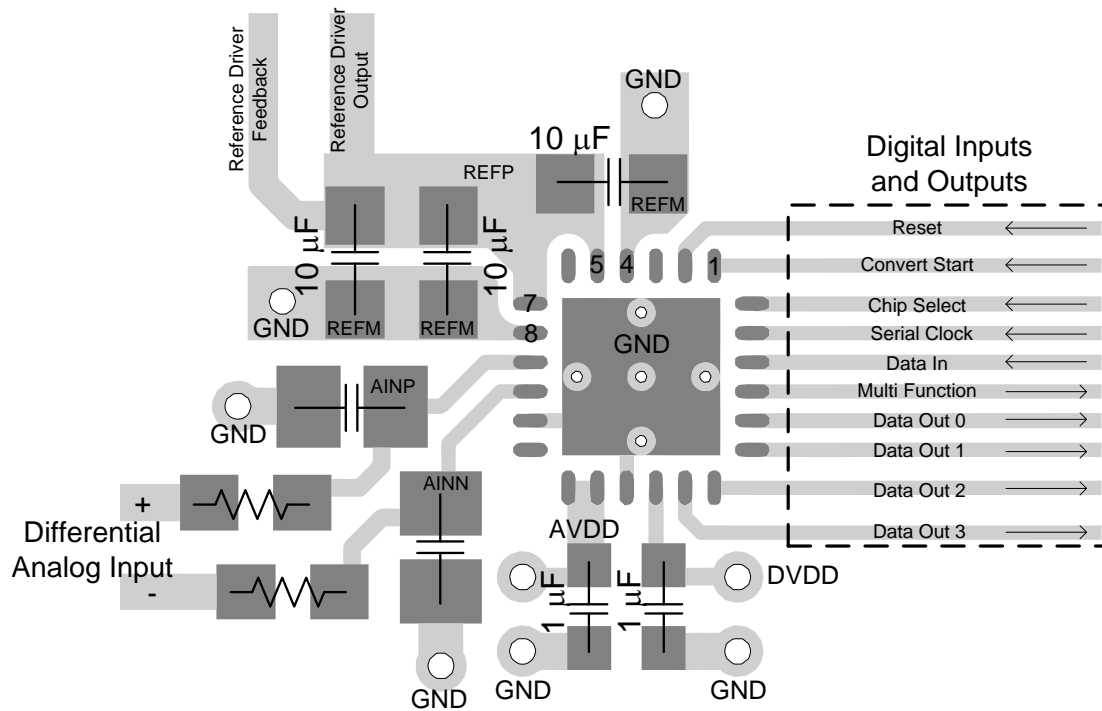 Reference Driver
Feedback
Reference Driver
Output
GND
10 μF
Digital Inputs
and Outputs
REFP
REFM
10 μF
10 μF
Reset
5
4
1
Convert Start
GND
REFM
REFM
7
8
GND
Chip Select
Serial Clock
Data In
Multi Function
Data Out 0
Data Out 1
Data Out 2
Data Out 3
AINP
GND
AINN
+
Differential
Analog Input
-
AVDD
DVDD
1 μF
1 μF
GND
GND
GND